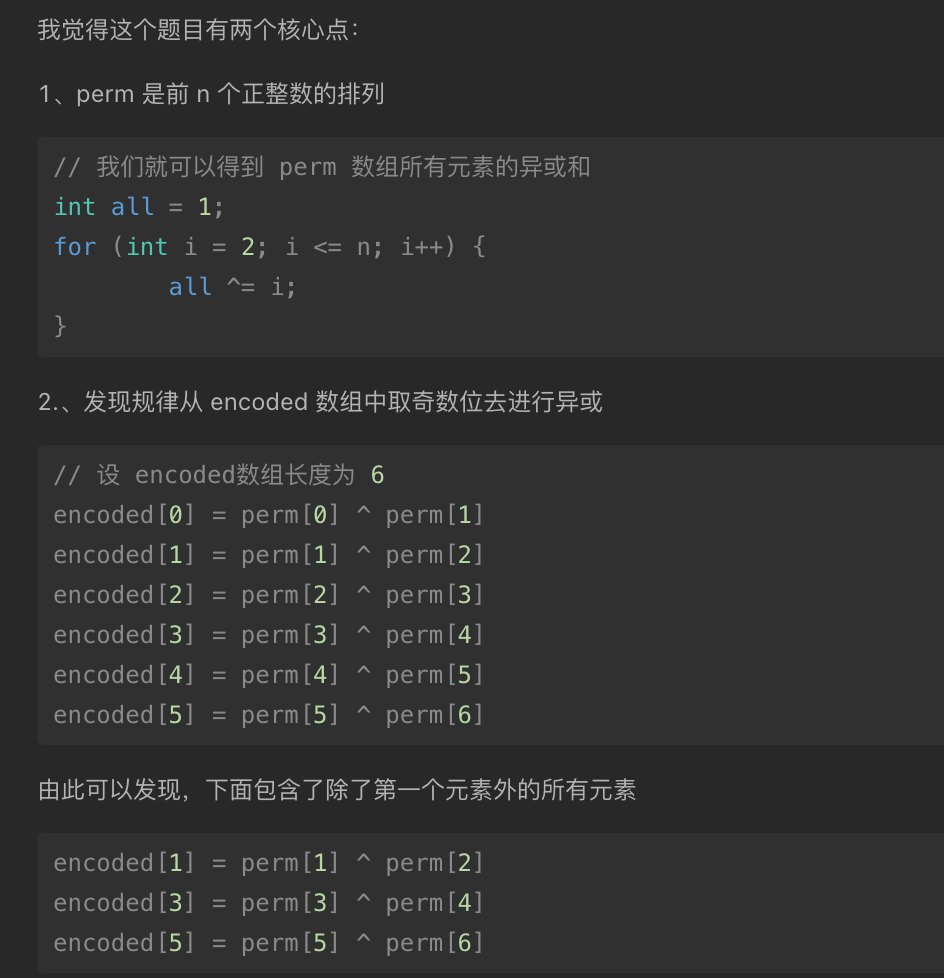 我觉得这个题目有两个核心点：
1、perm 是前 n 个正整数的排列
// 我们就可以得到 perm 数组所有元素的异或和
int all = 1;
for (int i = 2; i <= n; i++) {
        all ^= i;
}
2.、发现规律从 encoded 数组中取奇数位去进行异或
// 设 encoded数组长度为 6
encoded[0] = perm[0] ^ perm[1]
encoded[1] = perm[1] ^ perm[2]
encoded[2] = perm[2] ^ perm[3]
encoded[3] = perm[3] ^ perm[4]
encoded[4] = perm[4] ^ perm[5]
encoded[5] = perm[5] ^ perm[6]
由此可以发现，下面包含了除了第一个元素外的所有元素
encoded[1] = perm[1] ^ perm[2]
encoded[3] = perm[3] ^ perm[4]
encoded[5] = perm[5] ^ perm[6]